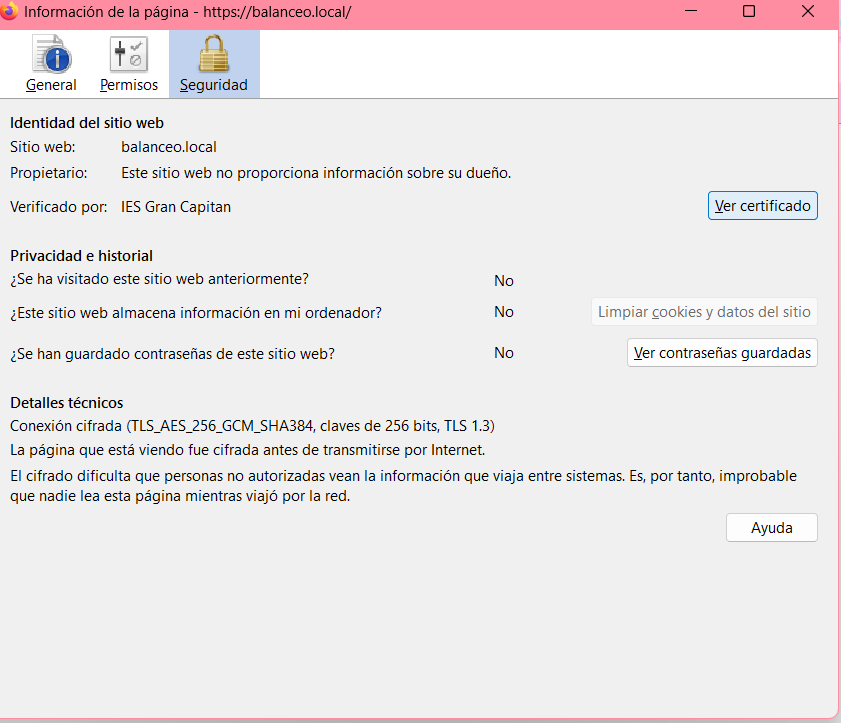 Información de la página - https://balanceo.local/
General Permisos Seguridad
Identidad del sitio web
Sitio web: balanceo.local
Propietario: Este sitio web no proporciona información sobre su dueño.
Verificado por: IES Gran Capitan Ver certificado
Privacidad e historial
¿Se ha visitado este sitio web anteriormente? No
¿Este sitio web almacena información en mi ordenador? No Limpiar cookies y datos del sitio
¿Se han guardado contraseñas de este sitio web? No Ver contraseñas guardadas
Detalles técnicos
Conexión cifrada (TLS_AES_256_GCM_SHA384, claves de 256 bits, TLS 1.3)
La página que está viendo fue cifrada antes de transmitirse por Internet.
El cifrado dificulta que personas no autorizadas vean la información que viaja entre sistemas. Es, por tanto, improbable
que nadie lea esta página mientras viajó por la red.
Ayuda